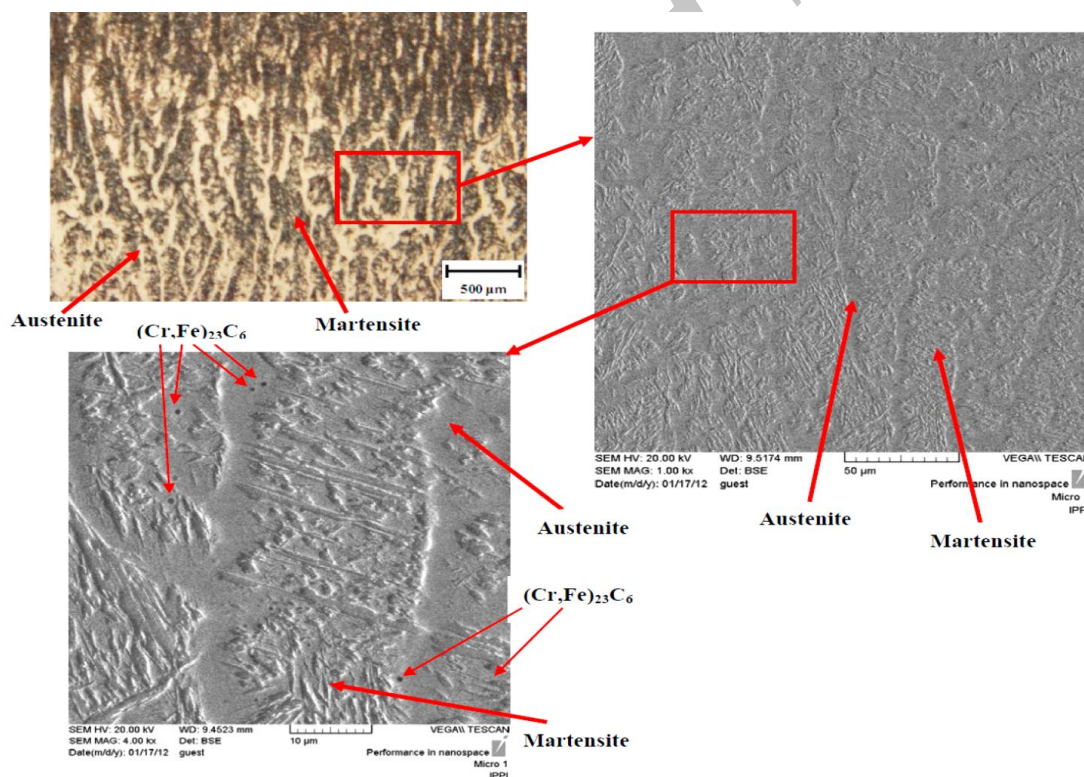 500 µm
Austenite
Martensite
(Cr,Fe)₂₃C₆
SEM HV: 20.00 kV WD: 9.5174 mm VEGA\\ TESCAN
SEM MAG: 1.00 kx Det: BSE 50 µm
Date(m/d/y): 01/17/12 guest Performance in nanospace
Micro
IPPI
Austenite
Martensite
Austenite
(Cr,Fe)₂₃C₆
SEM HV: 20.00 kV WD: 9.4523 mm VEGA\\ TESCAN
SEM MAG: 4.00 kx Det: BSE 10 µm
Date(m/d/y): 01/17/12 guest Performance in nanospace
Micro 1
IPPI
Martensite